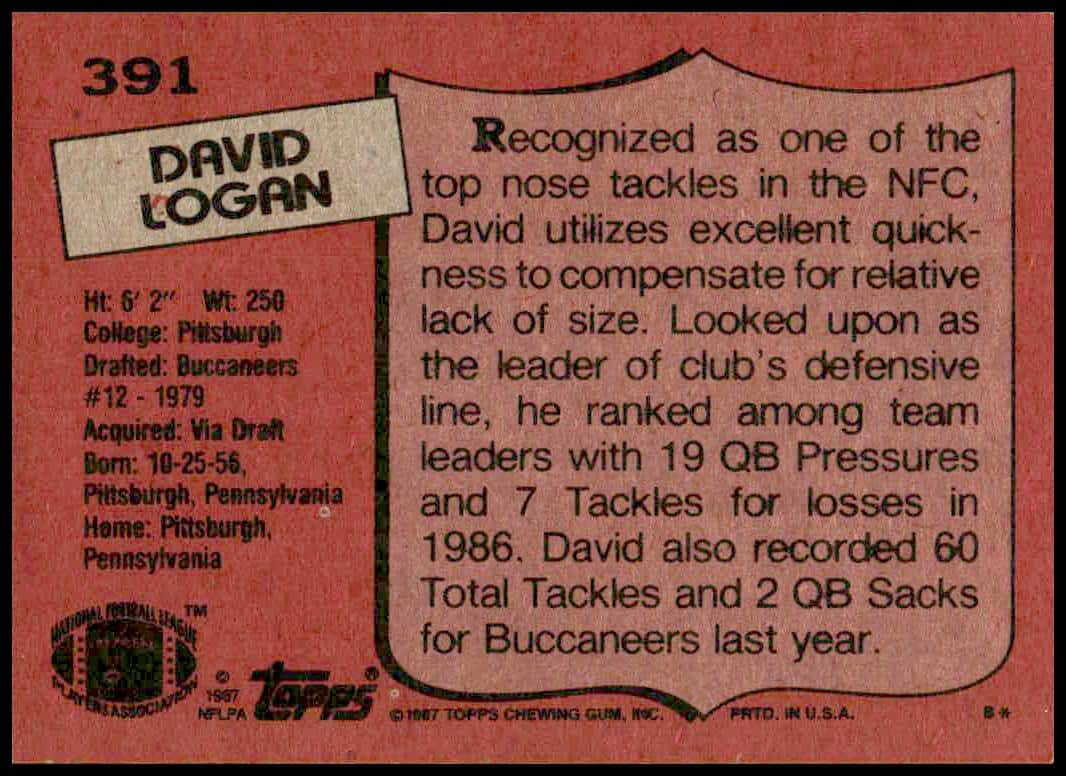 391
DAVID
LOGAN
Ht: 6' 2" Wt: 250
College: Pittsburgh
Drafted: Buccaneers
#12 - 1979
Acquired: Via Draft
Born: 10-25-56,
Pittsburgh, Pennsylvania
Home: Pittsburgh,
Pennsylvania
Recognized as one of the
top nose tackles in the NFC,
David utilizes excellent quick-
ness to compensate for relative
lack of size. Looked upon as
the leader of club's defensive
line, he ranked among team
leaders with 19 QB Pressures
and 7 Tackles for losses in
1986. David also recorded 60
Total Tackles and 2 QB Sacks
for Buccaneers last year.
NATIONAL FOOTBALL LEAGUE ™
PLAYERS ASSOCIATION
©
1987
NFLPA
topps®
© 1987 TOPPS CHEWING GUM, INC. PRTD. IN U.S.A.
B*